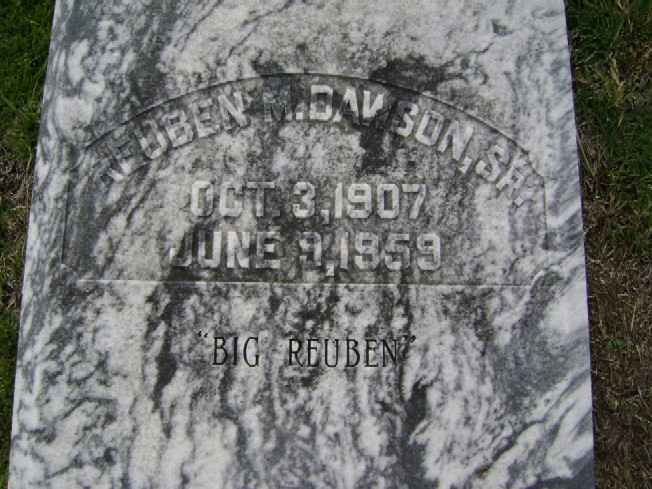 REUBEN M. DAWSON, SR.
OCT. 3, 1907
JUNE 9, 1959
"BIG REUBEN"